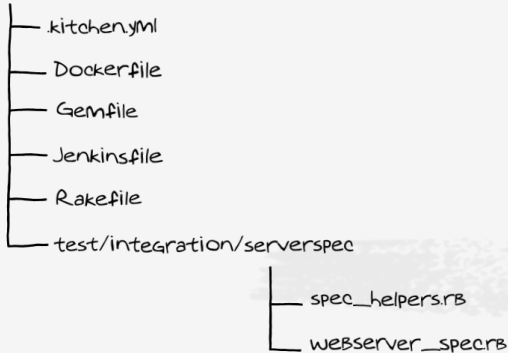 .kitchen.yml
Dockerfile
Gemfile
Jenkinsfile
Rakefile
test/integration/serverspec
spec_helpers.rb
webserver_spec.rb